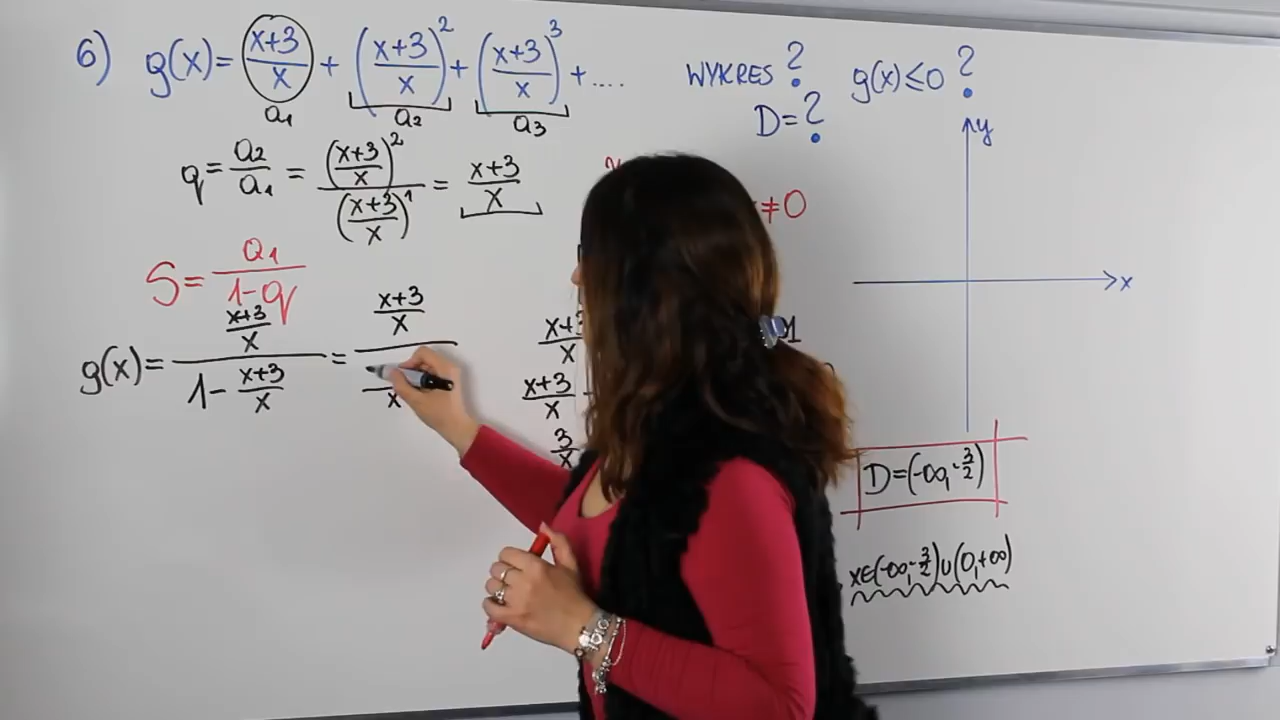 6) g(x) = (x+3)/x + ((x+3)/x)² + ((x+3)/x)³ + ....
a₁ a₂ a₃
WYKRES ? g(x) ≤ 0 ?
D = ?
y
q = a₂/a₁ = ((x+3)/x)² / ((x+3)/x)¹ = (x+3)/x
≠ 0
S = a₁/(1-q)
x
g(x) = ((x+3)/x) / (1 - (x+3)/x) = ((x+3)/x) / x
x+3/x
x+3/x
3/x
D = (-∞, -3/2)
x∈(-∞, -3/2)∪(0, +∞)